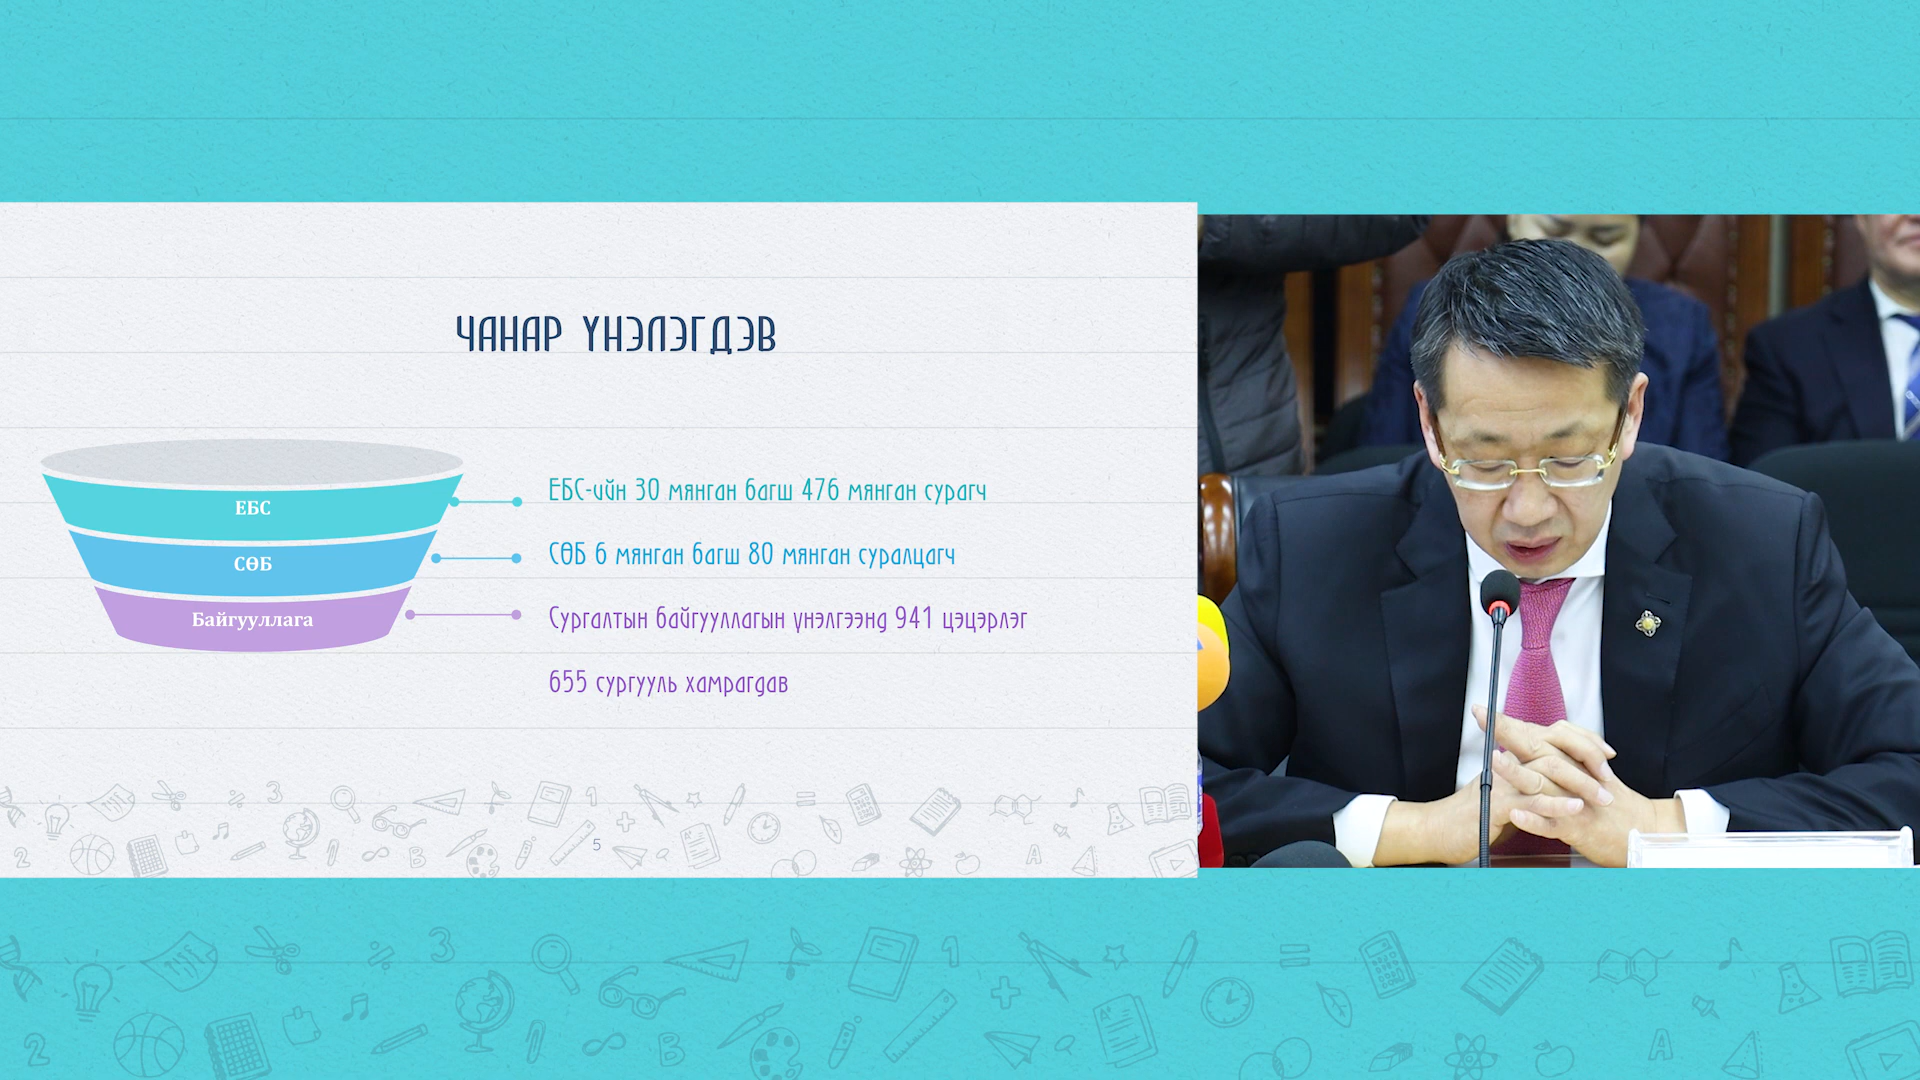 ЧАНАР ҮНЭЛЭГДЭВ
ЕБС
СӨБ
Байгууллага
ЕБС-ийн 30 мянган багш 476 мянган сурагч
СӨБ 6 мянган багш 80 мянган суралцагч
Сургалтын байгууллагын үнэлгээнд 941 цэцэрлэг
655 сургууль хамрагдав
5